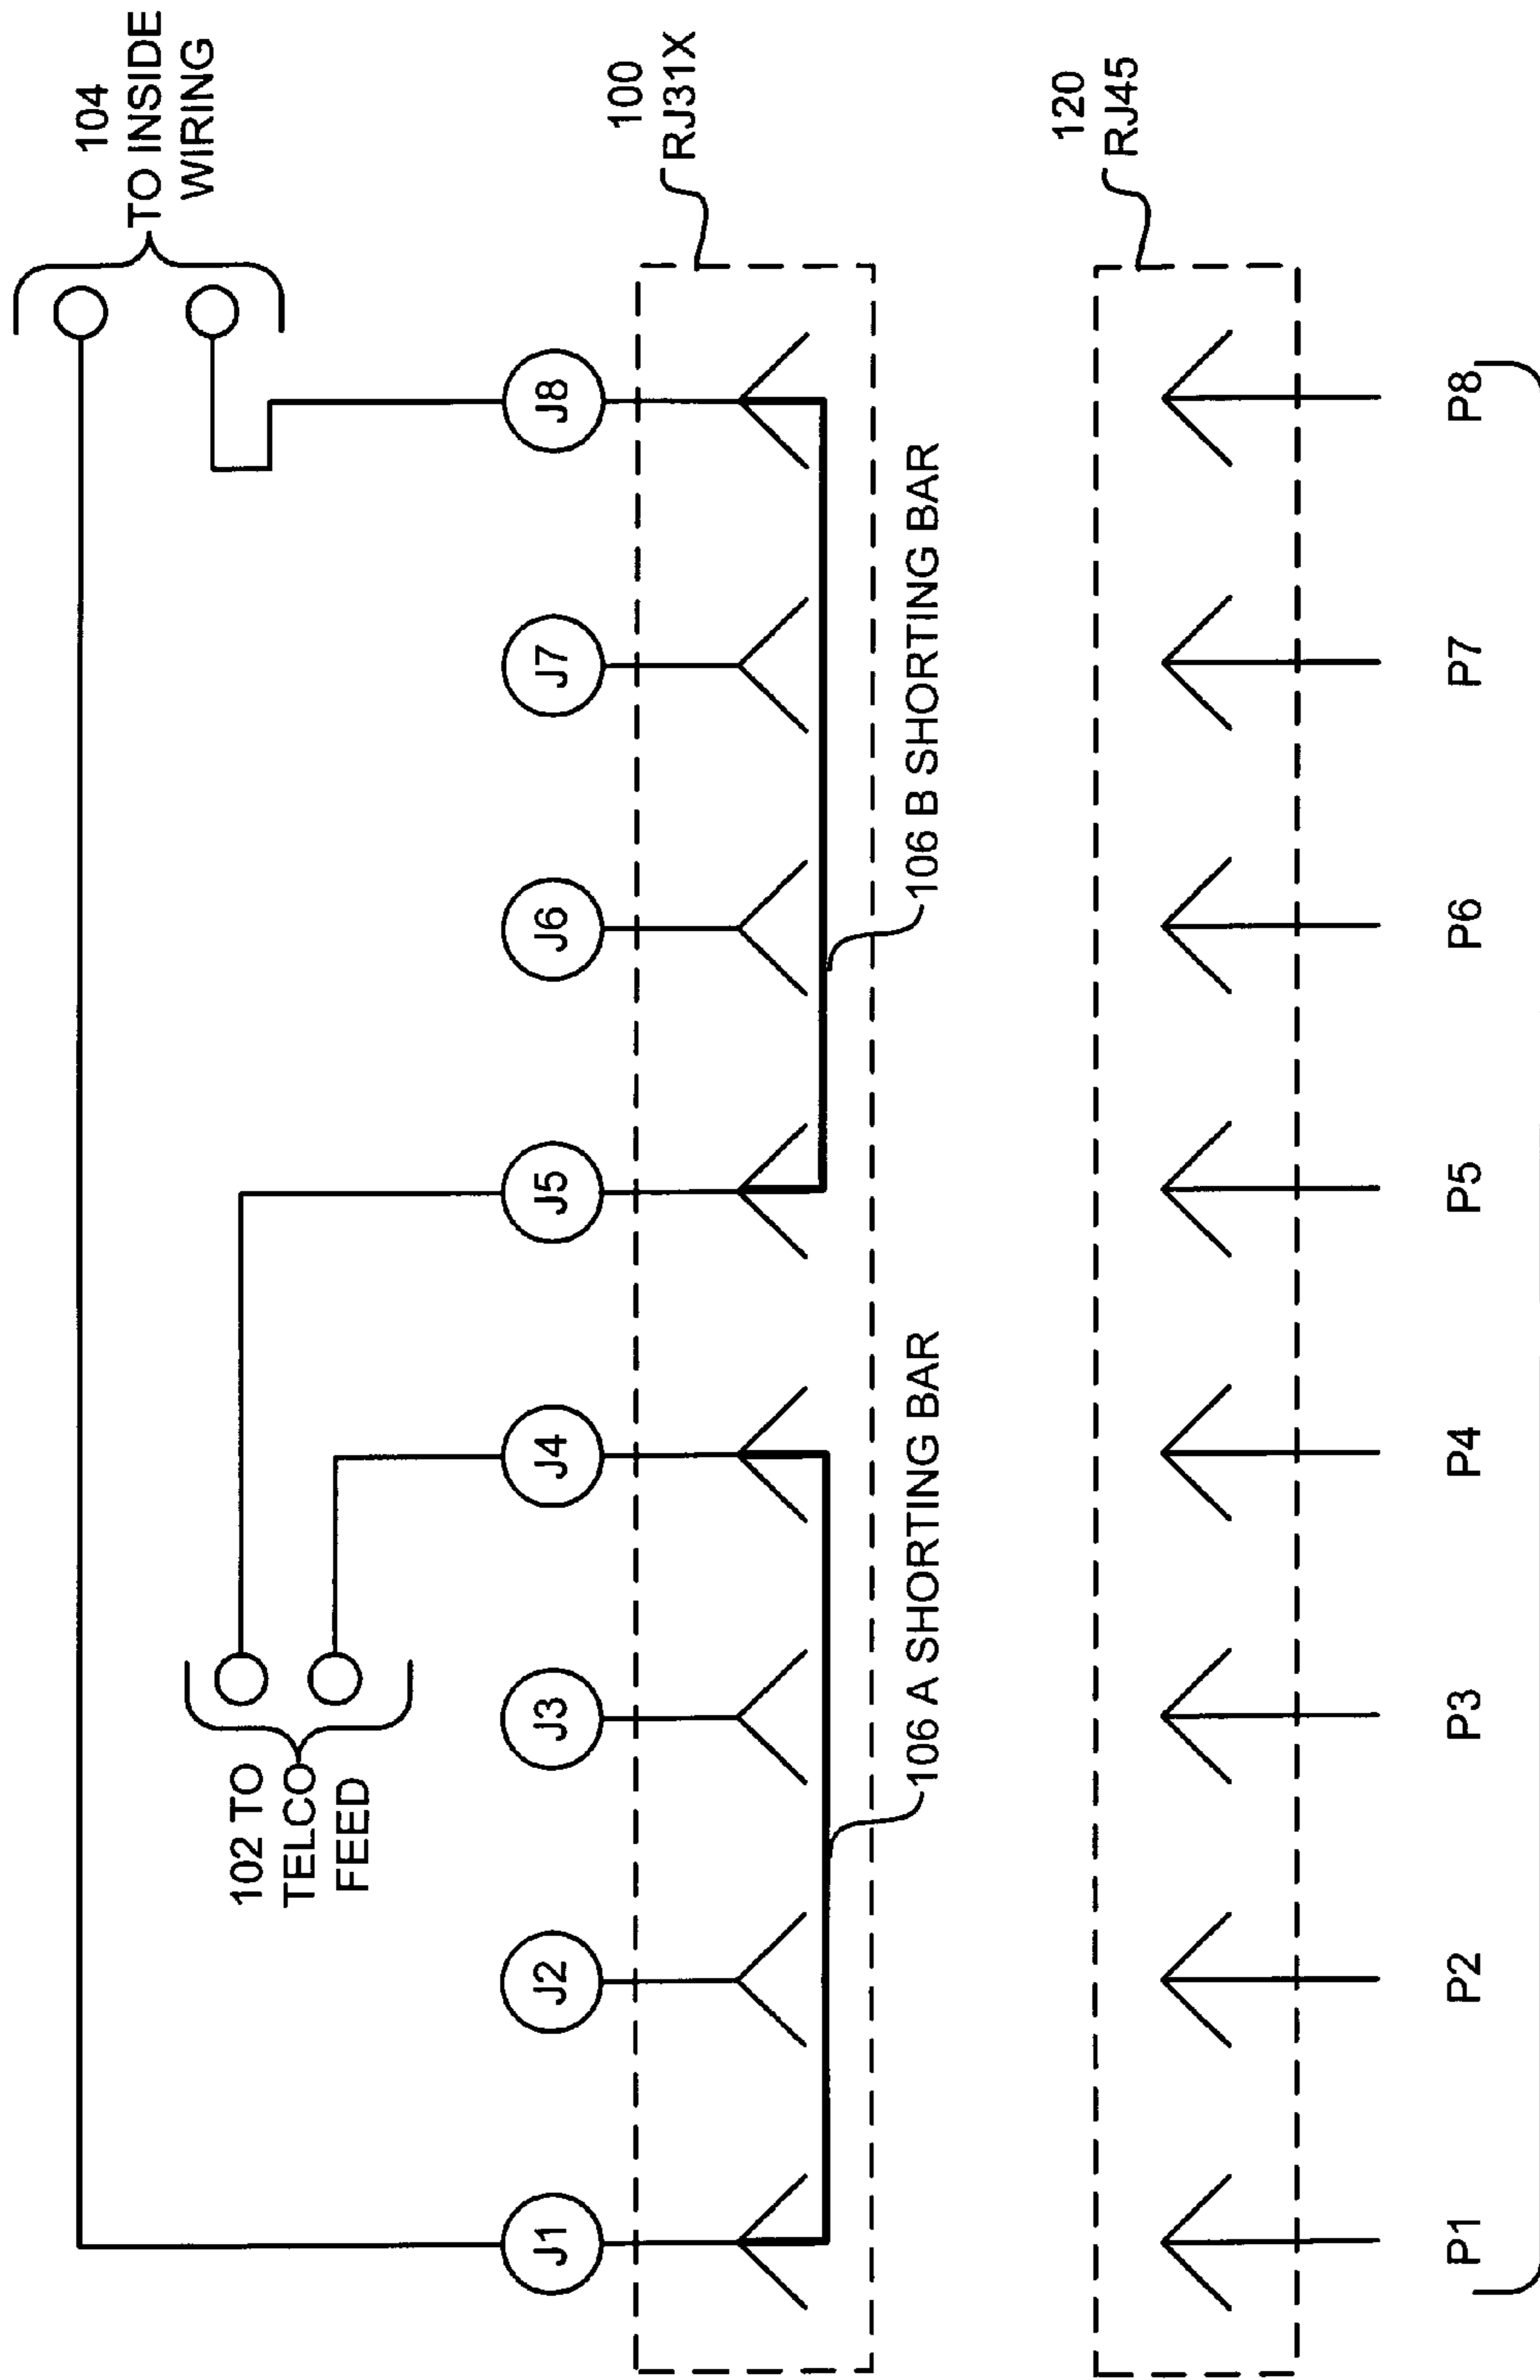 104
TO INSIDE
WIRING
102 TO
TELCO
FEED
100
RJ31X
J1 J2 J3 J4 J5 J6 J7 J8
106 A SHORTING BAR
106 B SHORTING BAR
120
RJ45
P1 P2 P3 P4 P5 P6 P7 P8